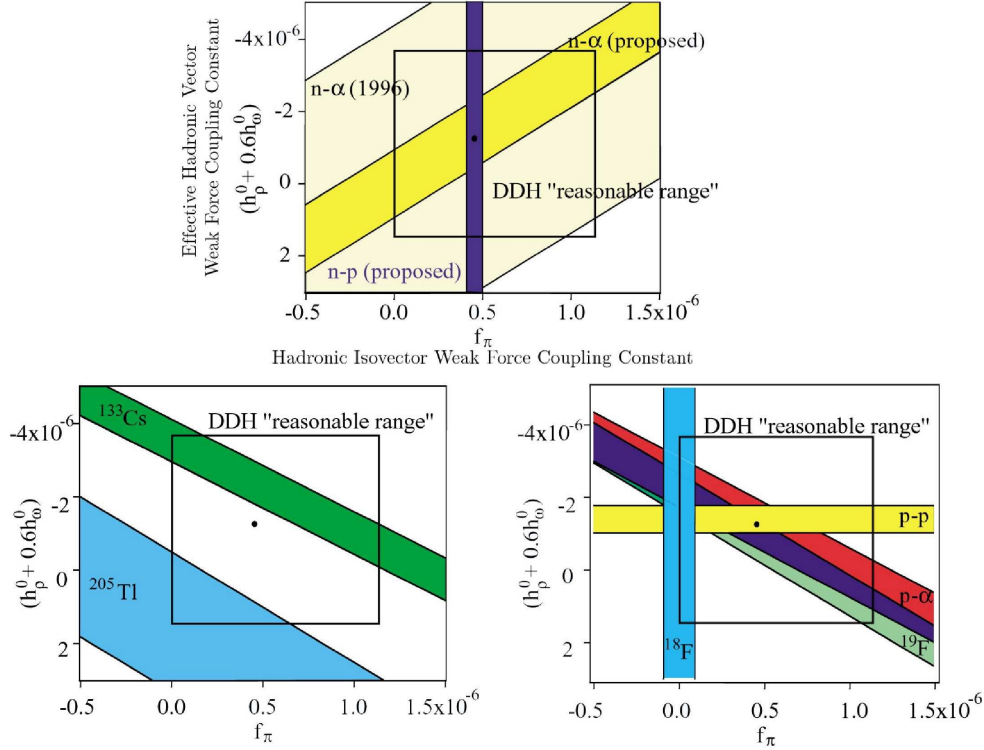 Effective Hadronic Vector
Weak Force Coupling Constant
(h_ρ^0 + 0.6h_ω^0)
-4x10^-6
-2
0
2
n-α (proposed)
n-α (1996)
DDH "reasonable range"
n-p (proposed)
-0.5
0.0
0.5
1.0
1.5x10^-6
f_π
Hadronic Isovector Weak Force Coupling Constant
(h_ρ^0 + 0.6h_ω^0)
-4x10^-6
-2
0
2
^133Cs
DDH "reasonable range"
^205Tl
-0.5
0.0
0.5
1.0
1.5x10^-6
f_π
(h_ρ^0 + 0.6h_ω^0)
-4x10^-6
-2
0
2
DDH "reasonable range"
p-p
p-α
^18F
^19F
-0.5
0.0
0.5
1.0
1.5x10^-6
f_π